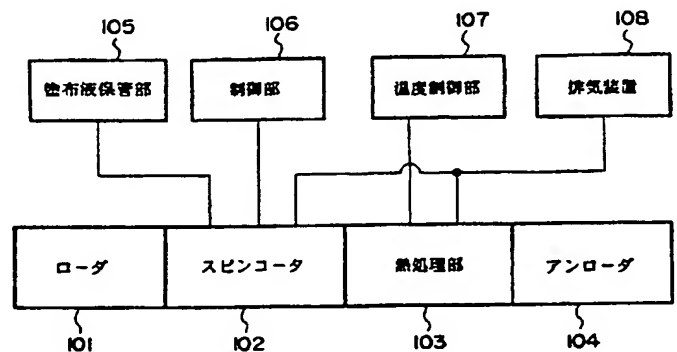 105
106
107
108
塗布液保管部
制御部
温度制御部
排気装置
ローダ
スピンコータ
熱処理部
アンローダ
101
102
103
104